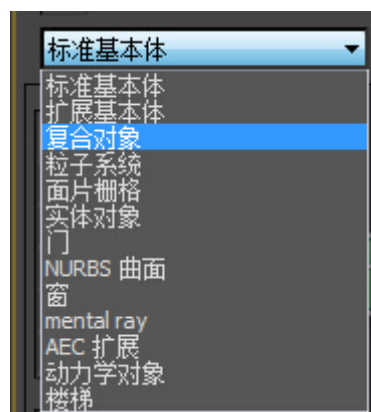 标准基本体
标准基本体
扩展基本体
复合对象
粒子系统
面片栅格
实体对象
门
NURBS 曲面
窗
mental ray
AEC 扩展
动力学对象
楼梯